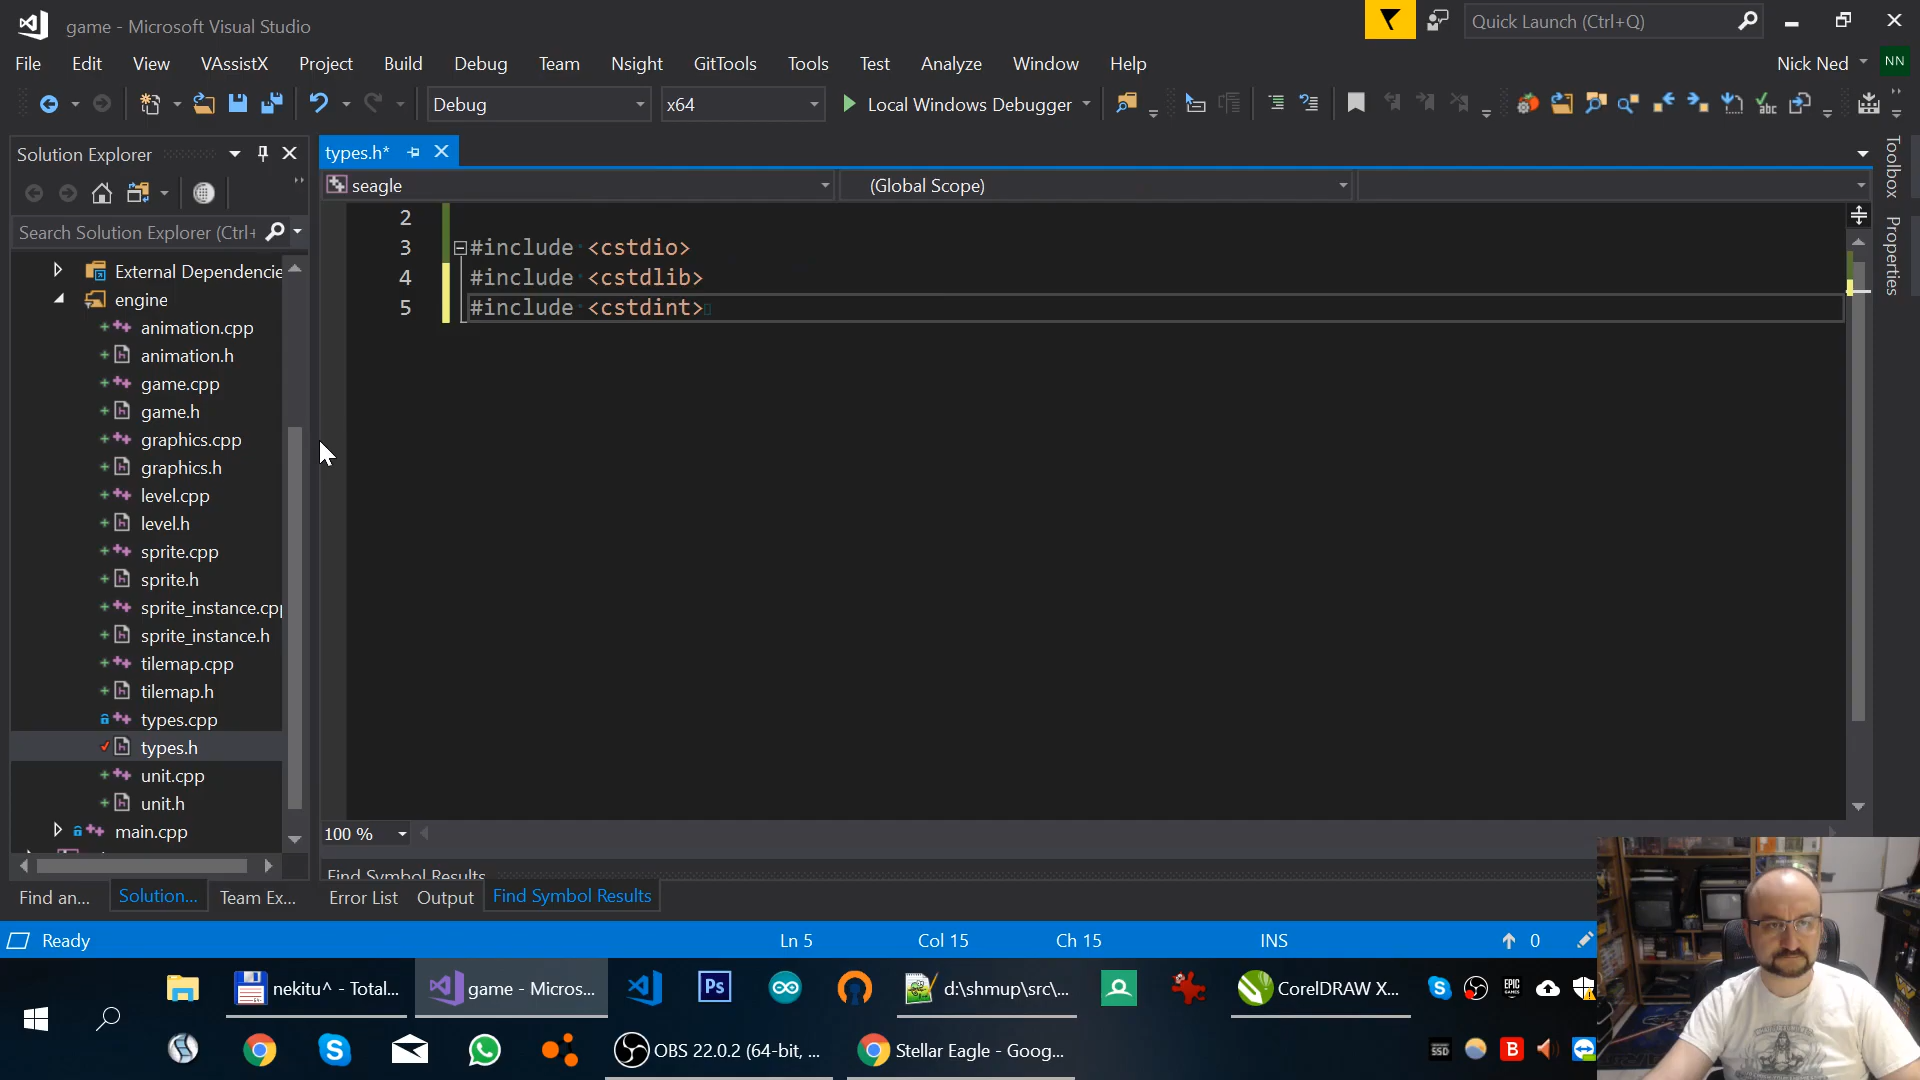 game - Microsoft Visual Studio
Quick Launch (Ctrl+Q)
File Edit View VAssistX Project Build Debug Team Nsight GitTools Tools Test Analyze Window Help
Nick Ned NN
Debug x64 Local Windows Debugger
Solution Explorer
types.h*
seagle (Global Scope)
Search Solution Explorer (Ctrl+
Toolbox
Properties
2
3 #include <cstdio>
4 #include <cstdlib>
5 #include <cstdint>
External Dependencie
engine
animation.cpp
animation.h
game.cpp
game.h
graphics.cpp
graphics.h
level.cpp
level.h
sprite.cpp
sprite.h
sprite_instance.cpp
sprite_instance.h
tilemap.cpp
tilemap.h
types.cpp
types.h
unit.cpp
unit.h
main.cpp
100 %
Find Symbol Results
Find an... Solution... Team Ex...
Error List Output Find Symbol Results
Ready Ln 5 Col 15 Ch 15 INS 0
nekitu^ - Total... game - Micros... Ps d:\shmup\src\... CorelDRAW X... EPIC GAMES
OBS 22.0.2 (64-bit, ... Stellar Eagle - Goog... SSD B